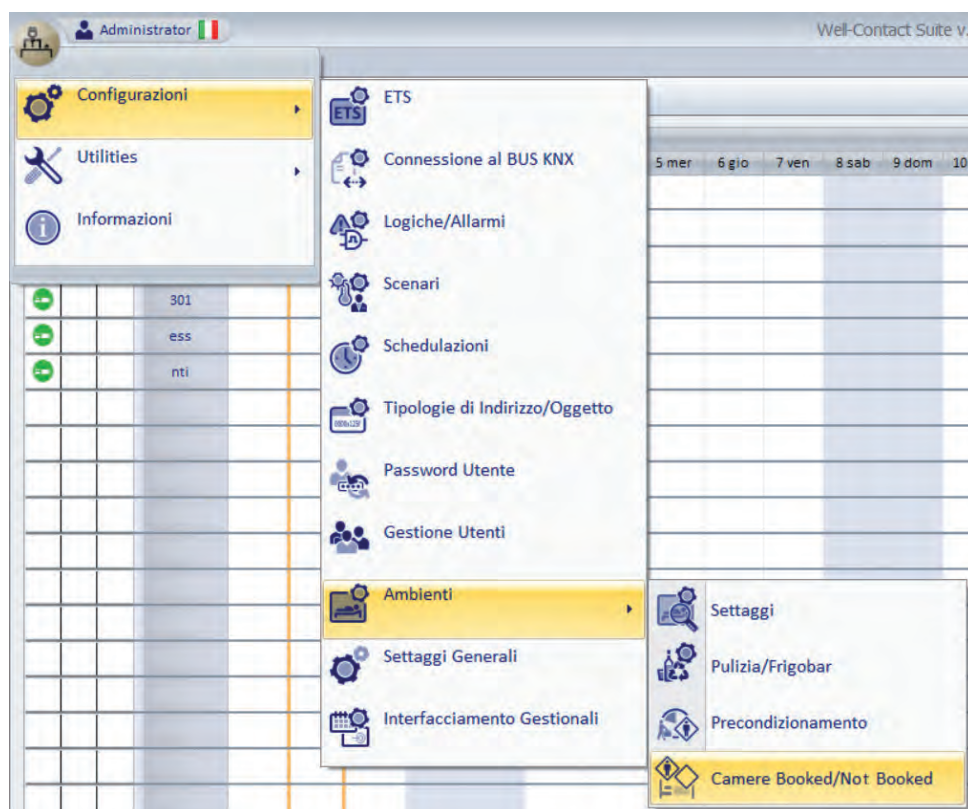 Administrator
Well-Contact Suite v.
Configurazioni
Utilities
Informazioni
ETS
ETS
Connessione al BUS KNX
Logiche/Allarmi
Scenari
Schedulazioni
Tipologie di Indirizzo/Oggetto
Password Utente
Gestione Utenti
Ambienti
Settaggi Generali
Interfacciamento Gestionali
Settaggi
Pulizia/Frigobar
Precondizionamento
Camere Booked/Not Booked
5 mer 6 gio 7 ven 8 sab 9 dom 10
301
ess
nti